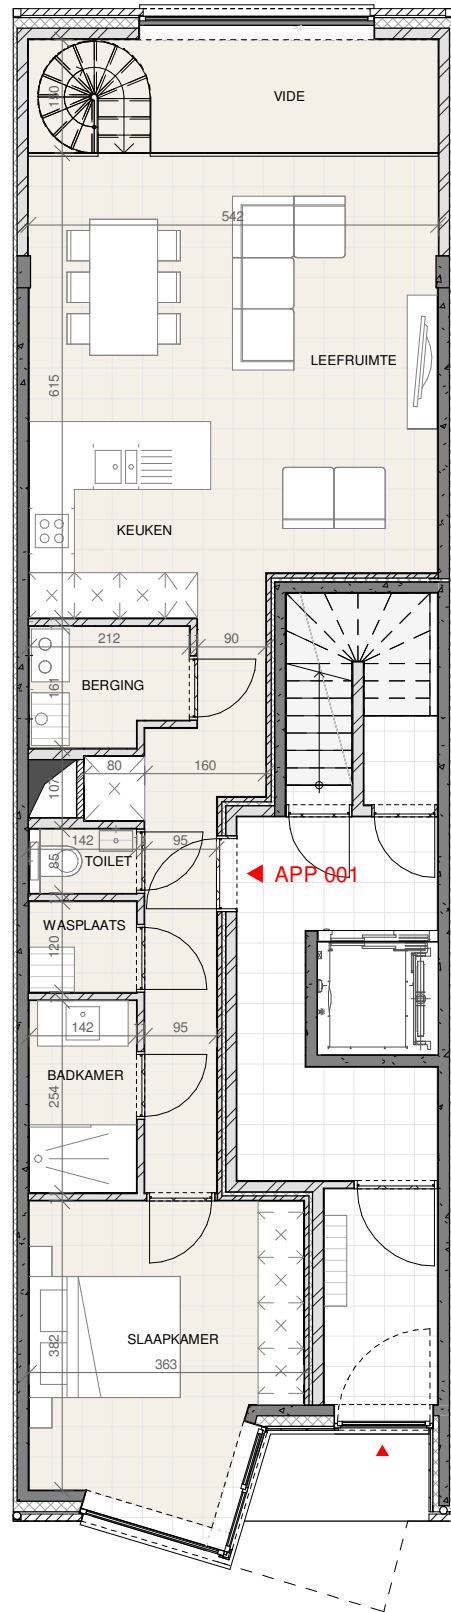 VIDE
150
542
LEEFRUIMTE
615
KEUKEN
212
90
BERGING
161
80
160
107
142
95
TOILET
85
APP 001
WASPLAATS
120
142
95
BADKAMER
254
SLAAPKAMER
382
363